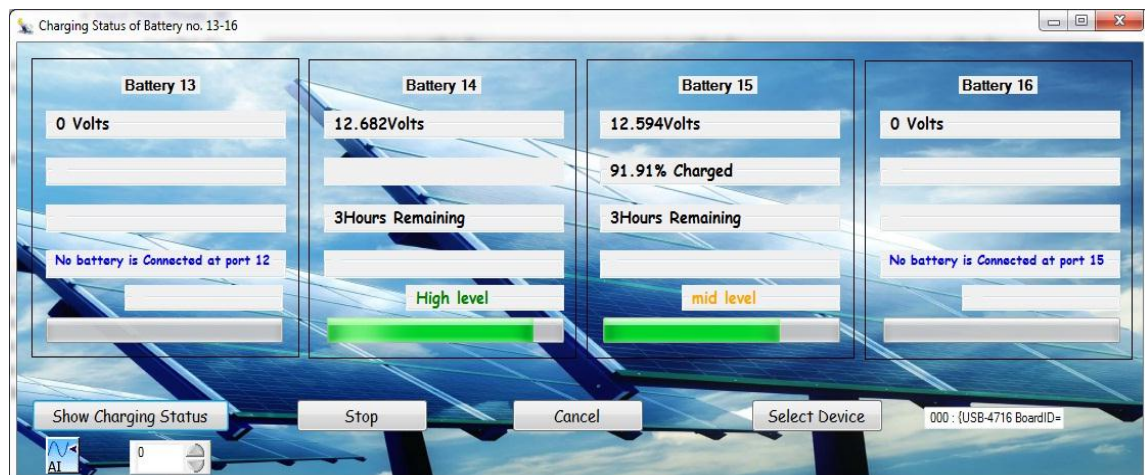 Charging Status of Battery no. 13-16
Battery 13
0 Volts
No battery is Connected at port 12
Battery 14
12.682Volts
3Hours Remaining
High level
Battery 15
12.594Volts
91.91% Charged
3Hours Remaining
mid level
Battery 16
0 Volts
No battery is Connected at port 15
Show Charging Status
Stop
Cancel
Select Device
000 : {USB-4716 BoardID=
AI
0